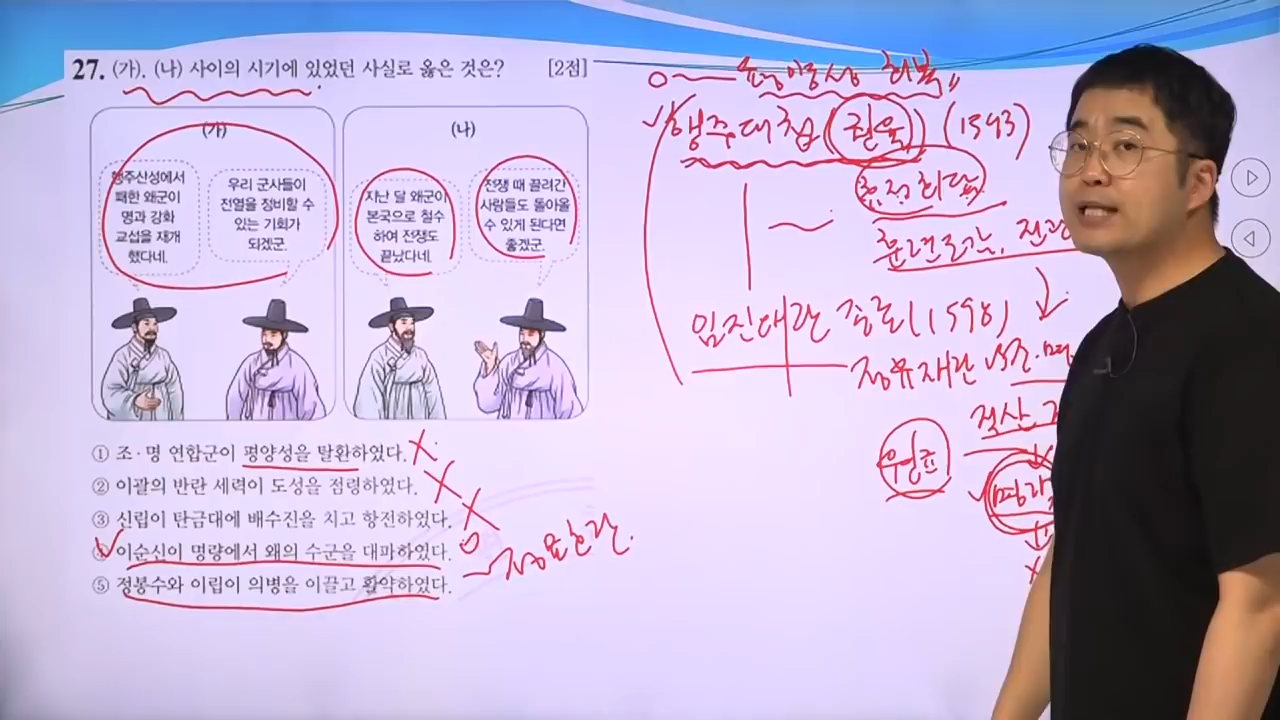 27. (가), (나) 사이의 시기에 있었던 사실로 옳은 것은? [2점]
(가)
행주산성에서
패한 왜군이
명과 강화
교섭을 재개
했다네.
우리 군사들이
전열을 정비할 수
있는 기회가
되겠군.
(나)
지난 달 왜군이
본국으로 철수
하여 전쟁도
끝났다네.
전쟁 때 끌려간
사람들도 돌아올
수 있게 된다면
좋겠군.
① 조·명 연합군이 평양성을 탈환하였다. X
② 이괄의 반란 세력이 도성을 점령하였다. X
③ 신립이 탄금대에 배수진을 치고 항전하였다. X
④ 이순신이 명량에서 왜의 수군을 대파하였다. O
⑤ 정봉수와 이립이 의병을 이끌고 활약하였다. 정묘호란.
회복
행주대첩 (권율) (1593)
휴전회담
훈련도감,
임진왜란 종료 (1598)
정유재란